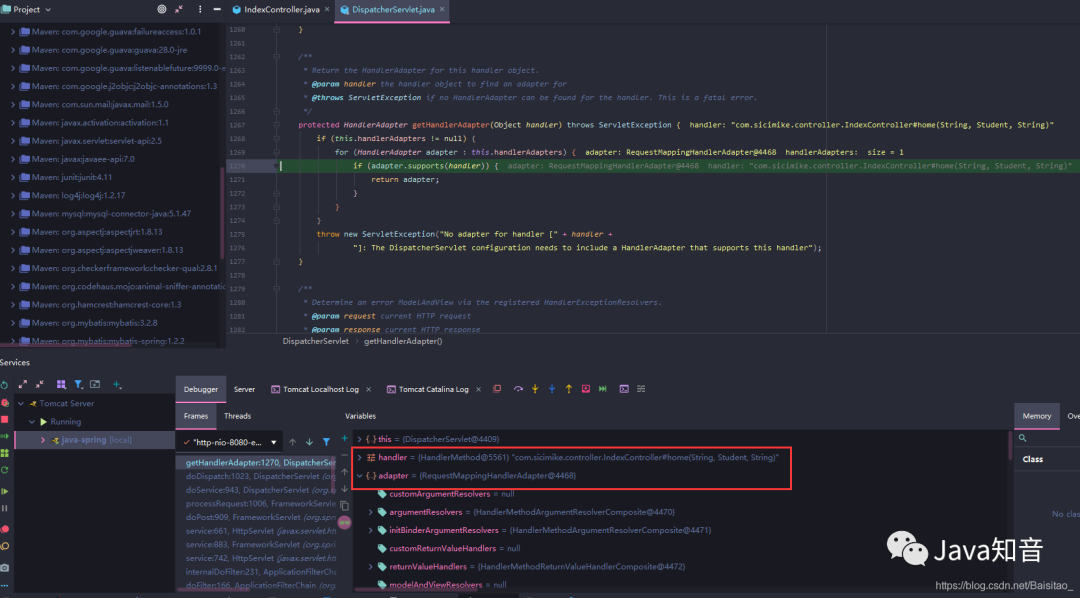 Project
IndexController.java
DispatcherServlet.java
Maven: com.google.guava:failureaccess:1.0.1
Maven: com.google.guava:guava:28.0-jre
Maven: com.google.guava:listenablefuture:9999.0-e
Maven: com.google.j2objc:j2objc-annotations:1.3
Maven: com.sun.mail:javax.mail:1.5.0
Maven: javax.activation:activation:1.1
Maven: javax.servlet:servlet-api:2.5
Maven: javax:javaee-api:7.0
Maven: junit:junit:4.11
Maven: log4j:log4j:1.2.17
Maven: mysql:mysql-connector-java:5.1.47
Maven: org.aspectj:aspectjrt:1.8.13
Maven: org.aspectj:aspectjweaver:1.8.13
Maven: org.checkerframework:checker-qual:2.8.1
Maven: org.codehaus.mojo:animal-sniffer-annotatio
Maven: org.hamcrest:hamcrest-core:1.3
Maven: org.mybatis:mybatis:3.2.8
Maven: org.mybatis:mybatis-spring:1.2.2
1260 }
1261
1262 /**
1263 * Return the HandlerAdapter for this handler object.
1264 * @param handler the handler object to find an adapter for
1265 * @throws ServletException if no HandlerAdapter can be found for the handler. This is a fatal error.
1266 */
1267 protected HandlerAdapter getHandlerAdapter(Object handler) throws ServletException { handler: "com.sicimike.controller.IndexController#home(String, Student, String)"
1268 if (this.handlerAdapters != null) {
1269 for (HandlerAdapter adapter : this.handlerAdapters) { adapter: RequestMappingHandlerAdapter@4468 handlerAdapters: size = 1
1270 if (adapter.supports(handler)) { adapter: RequestMappingHandlerAdapter@4468 handler: "com.sicimike.controller.IndexController#home(String, Student, String)"
1271 return adapter;
1272 }
1273 }
1274 }
1275 throw new ServletException("No adapter for handler [" + handler +
1276 "]: The DispatcherServlet configuration needs to include a HandlerAdapter that supports this handler");
1277 }
1278
1279 /**
1280 * Determine an error ModelAndView via the registered HandlerExceptionResolvers.
1281 * @param request current HTTP request
1282 * @param response current HTTP response
DispatcherServlet › getHandlerAdapter()
Services
Debugger
Server
Tomcat Localhost Log
Tomcat Catalina Log
Tomcat Server
Running
java-spring [local]
Frames
Threads
Variables
Memory
Ove
"http-nio-8080-e...
getHandlerAdapter:1270, DispatcherSer
doDispatch:1023, DispatcherServlet (org
doService:943, DispatcherServlet (org.s
processRequest:1006, FrameworkServle
doPost:909, FrameworkServlet (org.spr
service:661, HttpServlet (javax.servlet.ht
service:883, FrameworkServlet (org.spri
service:742, HttpServlet (javax.servlet.ht
internalDoFilter:231, ApplicationFilterCha
doFilter:166, ApplicationFilterChain
this = {DispatcherServlet@4409}
handler = {HandlerMethod@5561} "com.sicimike.controller.IndexController#home(String, Student, String)"
adapter = {RequestMappingHandlerAdapter@4468}
customArgumentResolvers = null
argumentResolvers = {HandlerMethodArgumentResolverComposite@4470}
initBinderArgumentResolvers = {HandlerMethodArgumentResolverComposite@4471}
customReturnValueHandlers = null
returnValueHandlers = {HandlerMethodReturnValueHandlerComposite@4472}
modelAndViewResolvers = null
Class
No clas
Java知音
https://blog.csdn.net/Baisitao_